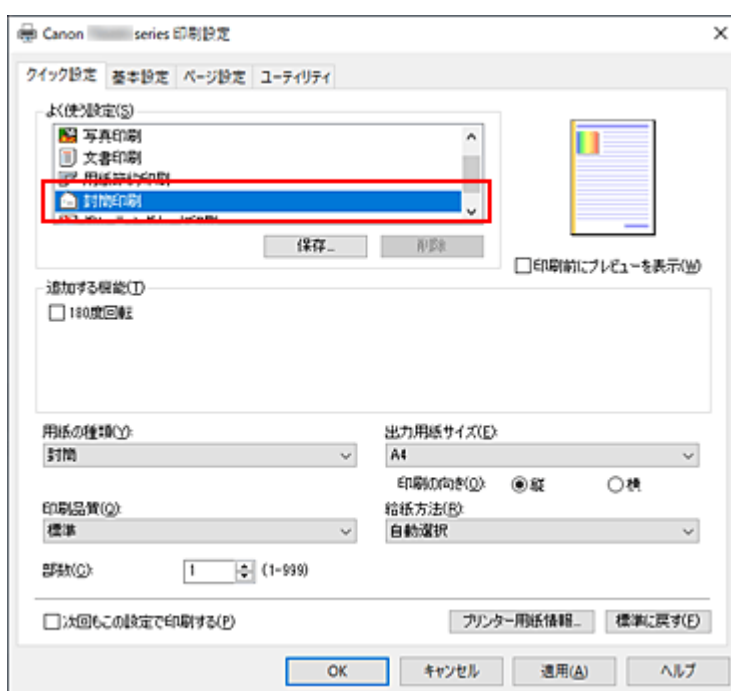 Canon series 印刷設定
クイック設定 基本設定 ページ設定 ユーティリティ
よく使う設定(S)
写真印刷
文書印刷
用紙節約印刷
封筒印刷
保存... 削除
印刷前にプレビューを表示(W)
追加する機能(T)
180度回転
用紙の種類(Y):
封筒
出力用紙サイズ(E):
A4
印刷の向き(O): 縦 横
印刷品質(Q):
標準
給紙方法(R):
自動選択
部数(C): 1 (1-999)
次回もこの設定で印刷する(P)
プリンター用紙情報... 標準に戻す(F)
OK キャンセル 適用(A) ヘルプ